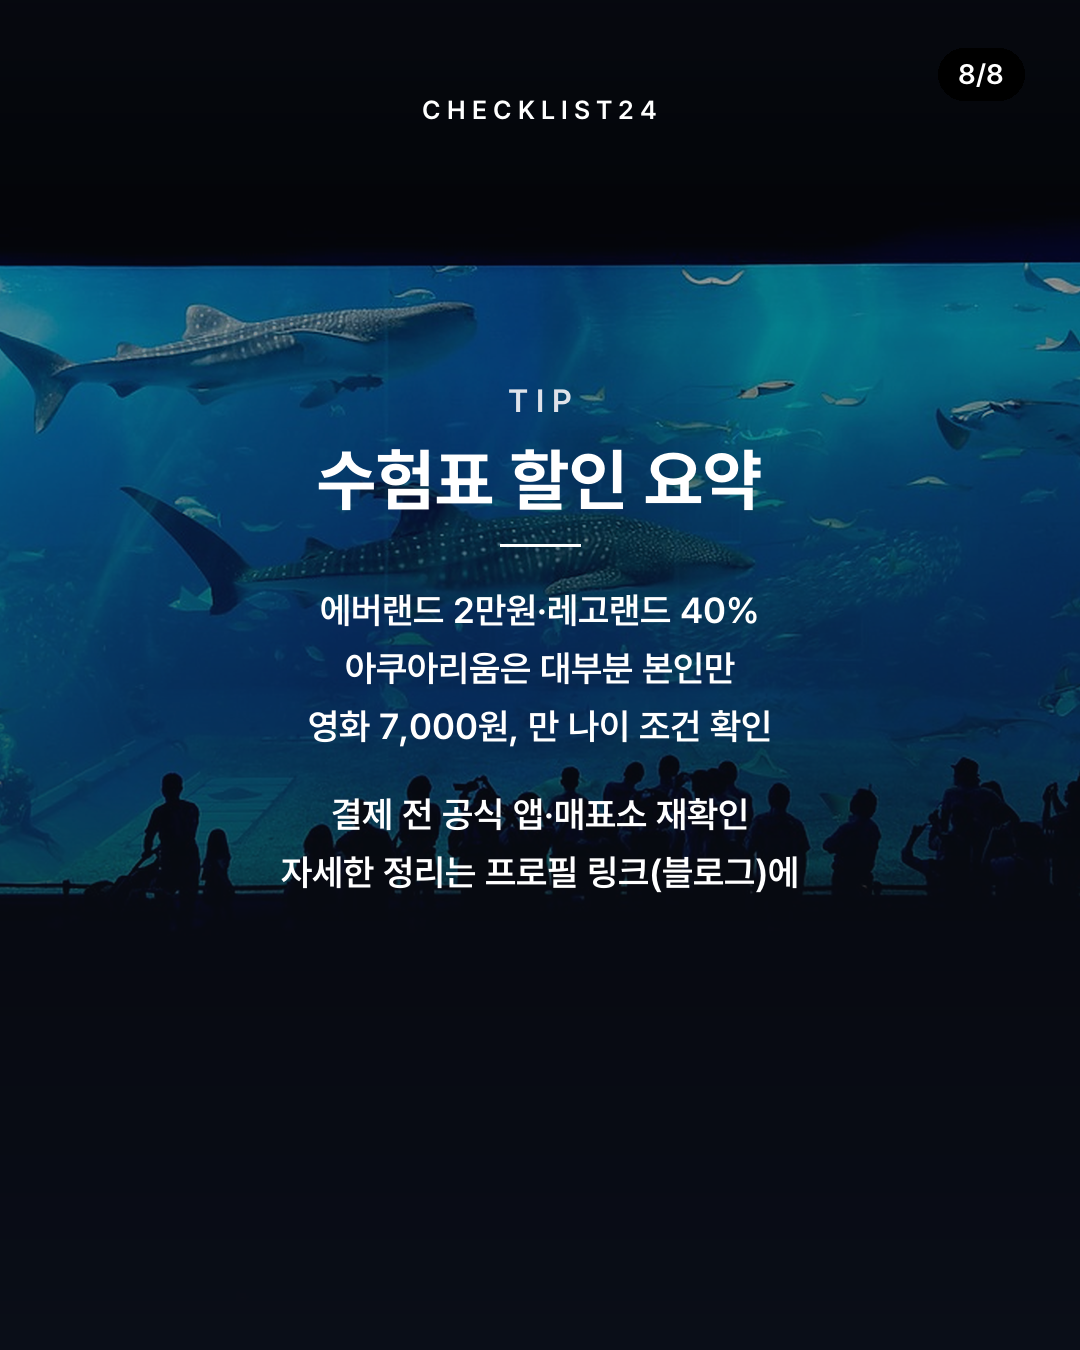 8/8
CHECKLIST24
TIP
수험표 할인 요약
에버랜드 2만원·레고랜드 40%
아쿠아리움은 대부분 본인만
영화 7,000원, 만 나이 조건 확인
결제 전 공식 앱·매표소 재확인
자세한 정리는 프로필 링크(블로그)에